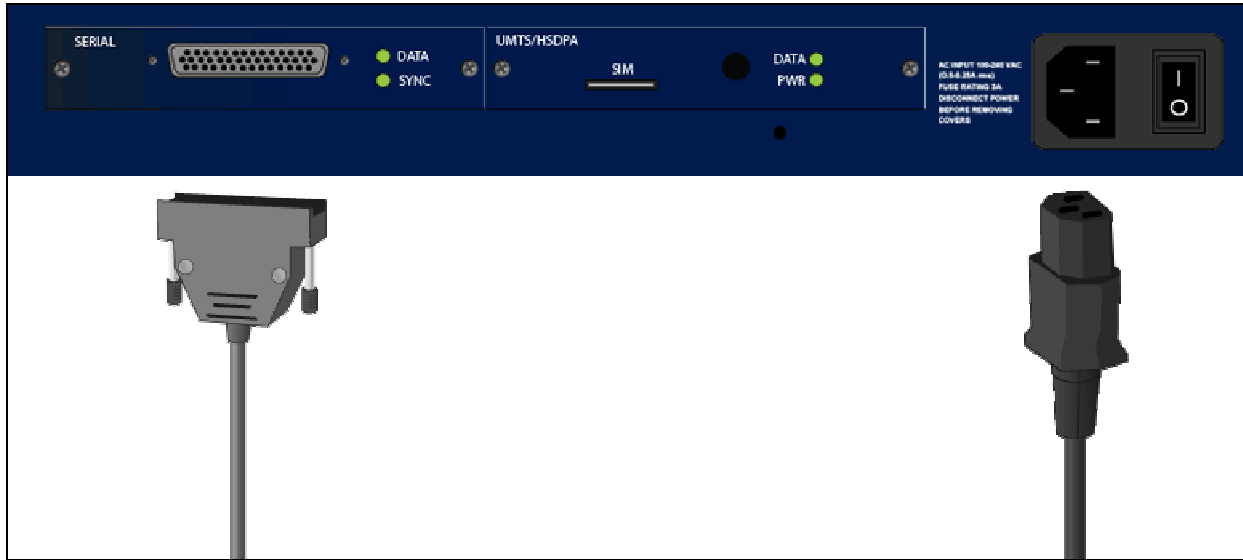 SERIAL
DATA
SYNC
UMTS/HSDPA
SIM
DATA
PWR
AC INPUT 100-240 VAC
FUSE RATING 3A
DISCONNECT POWER
BEFORE REMOVING
COVERS
I
O